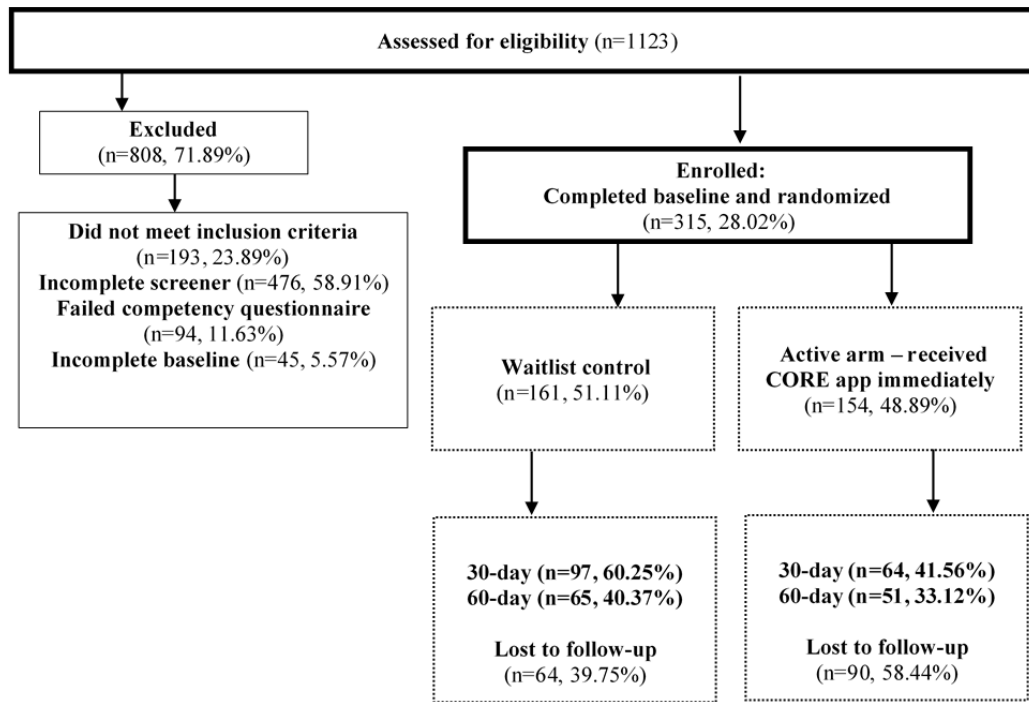 Assessed for eligibility (n=1123)
Excluded
(n=808, 71.89%)
Did not meet inclusion criteria
(n=193, 23.89%)
Incomplete screener (n=476, 58.91%)
Failed competency questionnaire
(n=94, 11.63%)
Incomplete baseline (n=45, 5.57%)
Enrolled:
Completed baseline and randomized
(n=315, 28.02%)
Waitlist control
(n=161, 51.11%)
Active arm – received
CORE app immediately
(n=154, 48.89%)
30-day (n=97, 60.25%)
60-day (n=65, 40.37%)
Lost to follow-up
(n=64, 39.75%)
30-day (n=64, 41.56%)
60-day (n=51, 33.12%)
Lost to follow-up
(n=90, 58.44%)